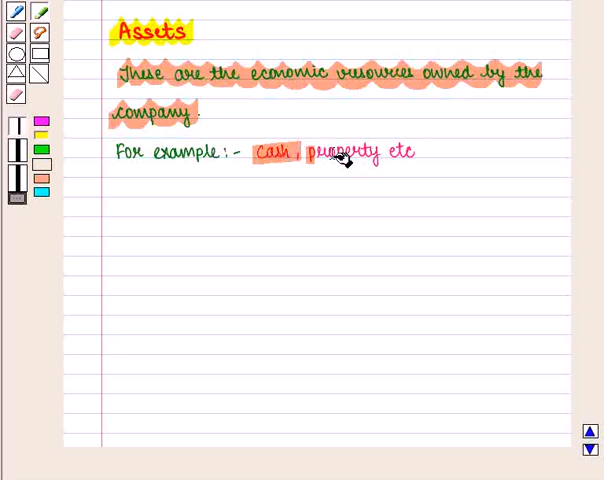 Assets
These are the economic resources owned by the
company.
For example:- cash, property etc